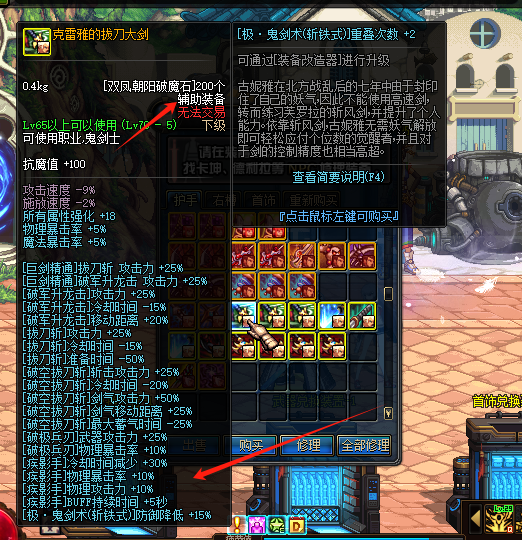 克雷雅的拔刀大剑
0.4kg
[双凤朝阳破魔石]200个
辅助装备
无法交易
Lv65以上可以使用 (Lv70 - 5)
下级
可使用职业,鬼剑士
抗魔值 +100
攻击速度 -9%
施放速度 -2%
所有属性强化 +18
物理暴击率 +5%
魔法暴击率 +5%
[巨剑精通]拔刀斩 攻击力 +25%
[巨剑精通]破军升龙击 攻击力 +25%
[破军升龙击]攻击力 +25%
[破军升龙击]冷却时间 -15%
[破军升龙击]移动距离 +20%
[拔刀斩]攻击力 +25%
[拔刀斩]冷却时间 -15%
[拔刀斩]准备时间 -50%
[破空拔刀斩]斩击攻击力 +25%
[破空拔刀斩]冷却时间 -20%
[破空拔刀斩]剑气攻击力 +50%
[破空拔刀斩]剑气移动距离 +25%
[破空拔刀斩]最大蓄气时间 -25%
[破极兵刃]武器攻击力 +25%
[破极兵刃]物理暴击率 +10%
[疾影手]冷却时间减少 +30%
[疾影手]物理暴击率 +10%
[疾影手]物理攻击力 +10%
[疾影手]BUFF持续时间 +5秒
[极·鬼剑术(斩铁式)]防御降低 +15%
[极·鬼剑术(斩铁式)]重叠次数 +2
可通过[装备改造器]进行升级
古妮雅在北方战乱后的七年中由于封印
住了自己的妖气,因此不能使用高速剑,
转而练习芙罗拉的斩风剑,并提升了个人
能力。依靠斩风剑,古妮雅无需妖气解放
即可轻松应付个位数的觉醒者,并且对
于剑的控制精度也相当高超。
查看简要说明(F4)
『点击鼠标左键可购买』
护手
首饰
重新购买
购买
修理
全部修理
首饰兑换